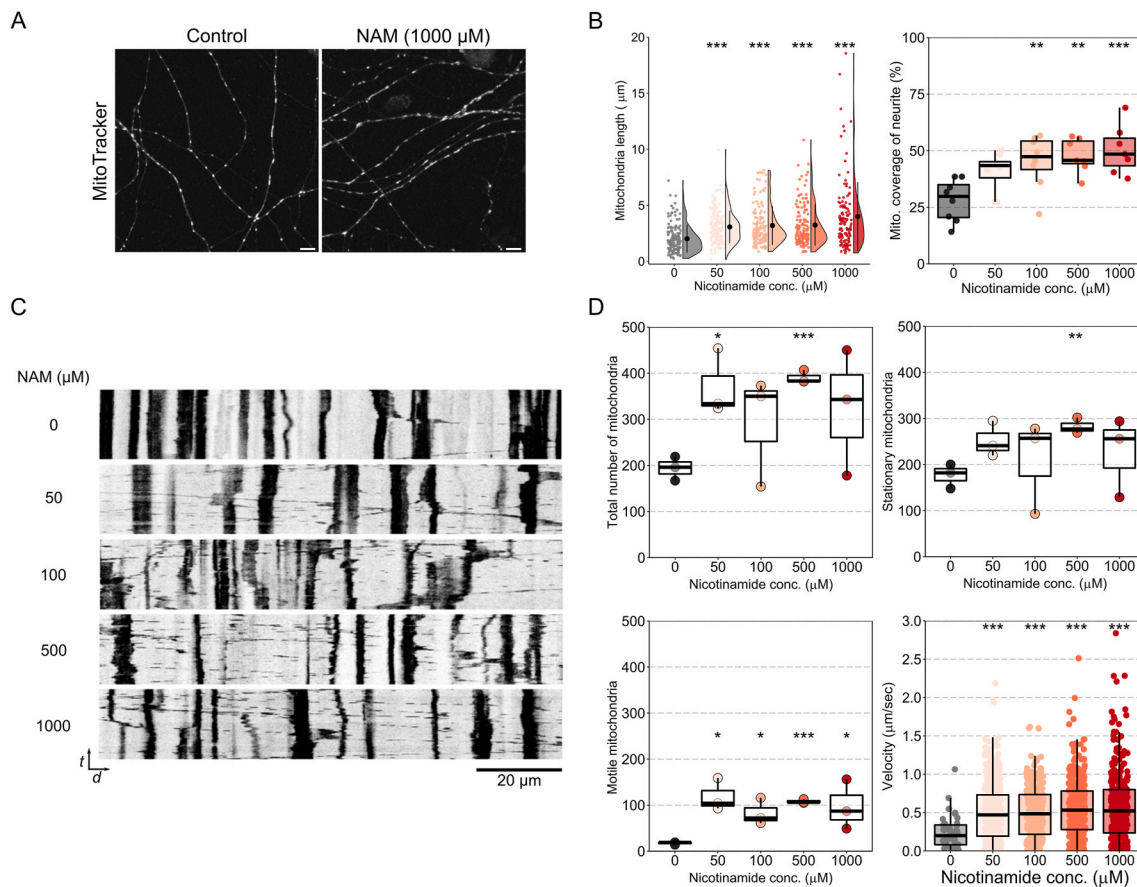 A
Control
NAM (1000 µM)
MitoTracker
B
Mitochondria length ( µm)
20
15
10
5
0
*** *** *** ***
0 50 100 500 1000
Nicotinamide conc. (µM)
Mito. coverage of neurite (%)
100
75
50
25
0
** ** ***
0 50 100 500 1000
Nicotinamide conc. (µM)
C
NAM (µM)
0
50
100
500
1000
t
d
20 µm
D
Total number of mitochondria
500
400
300
200
100
0
* ***
0 50 100 500 1000
Nicotinamide conc. (µM)
Stationary mitochondria
500
400
300
200
100
0
**
0 50 100 500 1000
Nicotinamide conc. (µM)
Motile mitochondria
500
400
300
200
100
0
* * *** *
0 50 100 500 1000
Nicotinamide conc. (µM)
Velocity (µm/sec)
3.0
2.5
2.0
1.5
1.0
0.5
0.0
*** *** *** ***
0 50 100 500 1000
Nicotinamide conc. (µM)